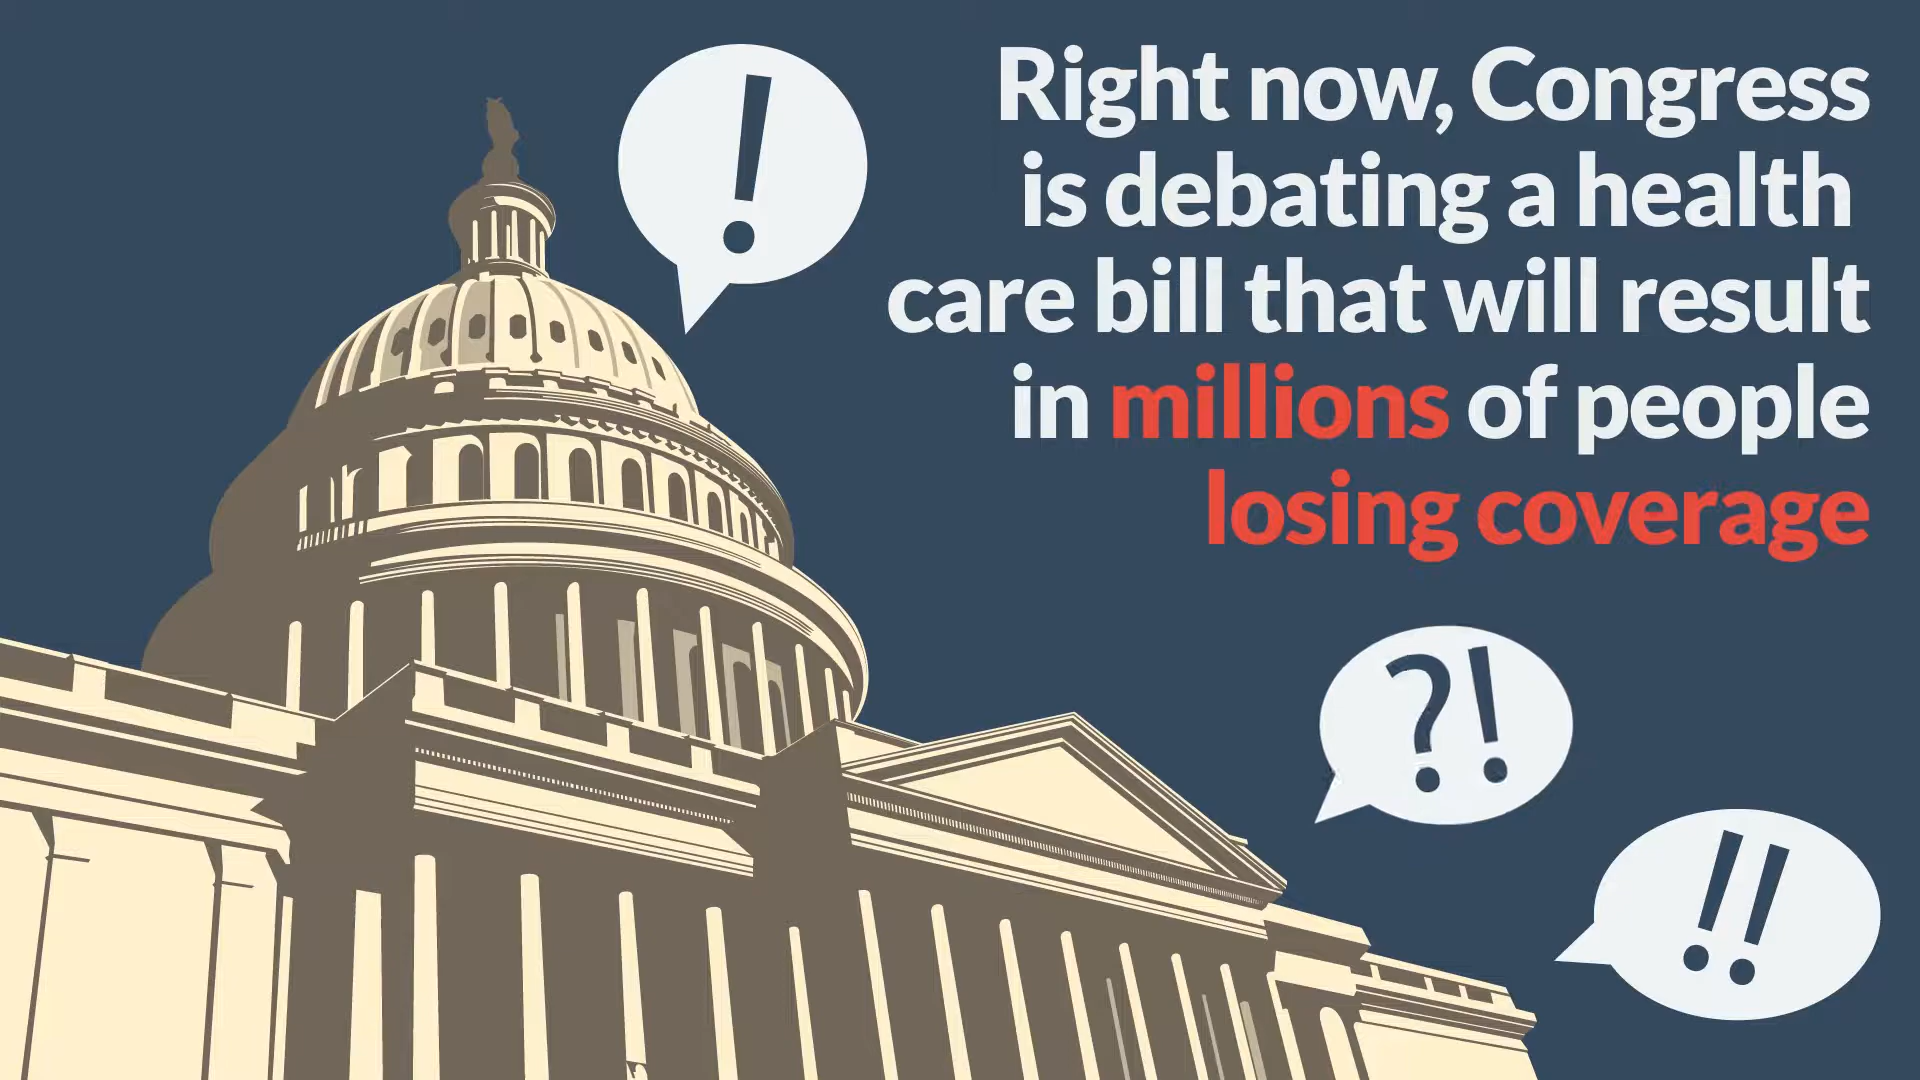 !
Right now, Congress
is debating a health
care bill that will result
in millions of people
losing coverage
?!
!!